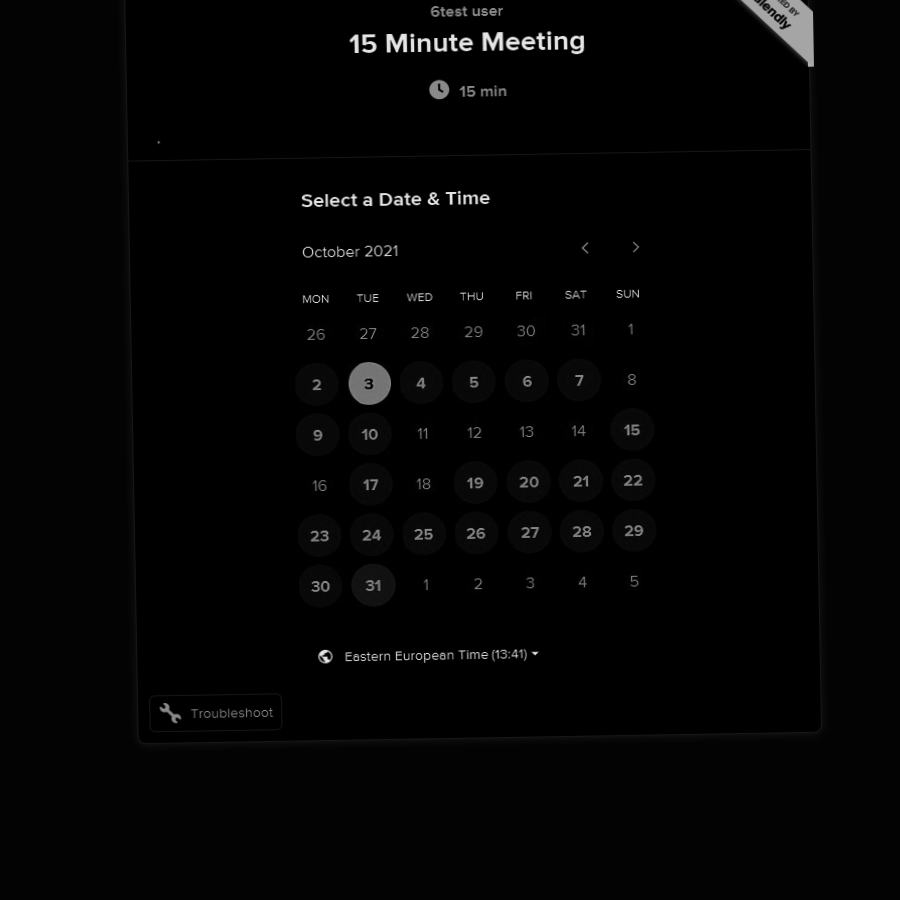 6test user
15 Minute Meeting
15 min
Select a Date & Time
October 2021
MON TUE WED THU FRI SAT SUN
26 27 28 29 30 31 1
2 3 4 5 6 7 8
9 10 11 12 13 14 15
16 17 18 19 20 21 22
23 24 25 26 27 28 29
30 31 1 2 3 4 5
Eastern European Time (13:41)
Troubleshoot